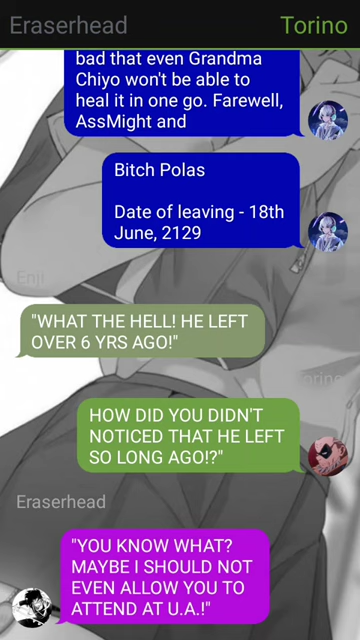 Eraserhead
Torino
bad that even Grandma
Chiyo won't be able to
heal it in one go. Farewell,
AssMight and
Bitch Polas
Date of leaving - 18th
June, 2129
Enji
"WHAT THE HELL! HE LEFT
OVER 6 YRS AGO!"
Torino
HOW DID YOU DIDN'T
NOTICED THAT HE LEFT
SO LONG AGO!?"
Eraserhead
"YOU KNOW WHAT?
MAYBE I SHOULD NOT
EVEN ALLOW YOU TO
ATTEND AT U.A.!"